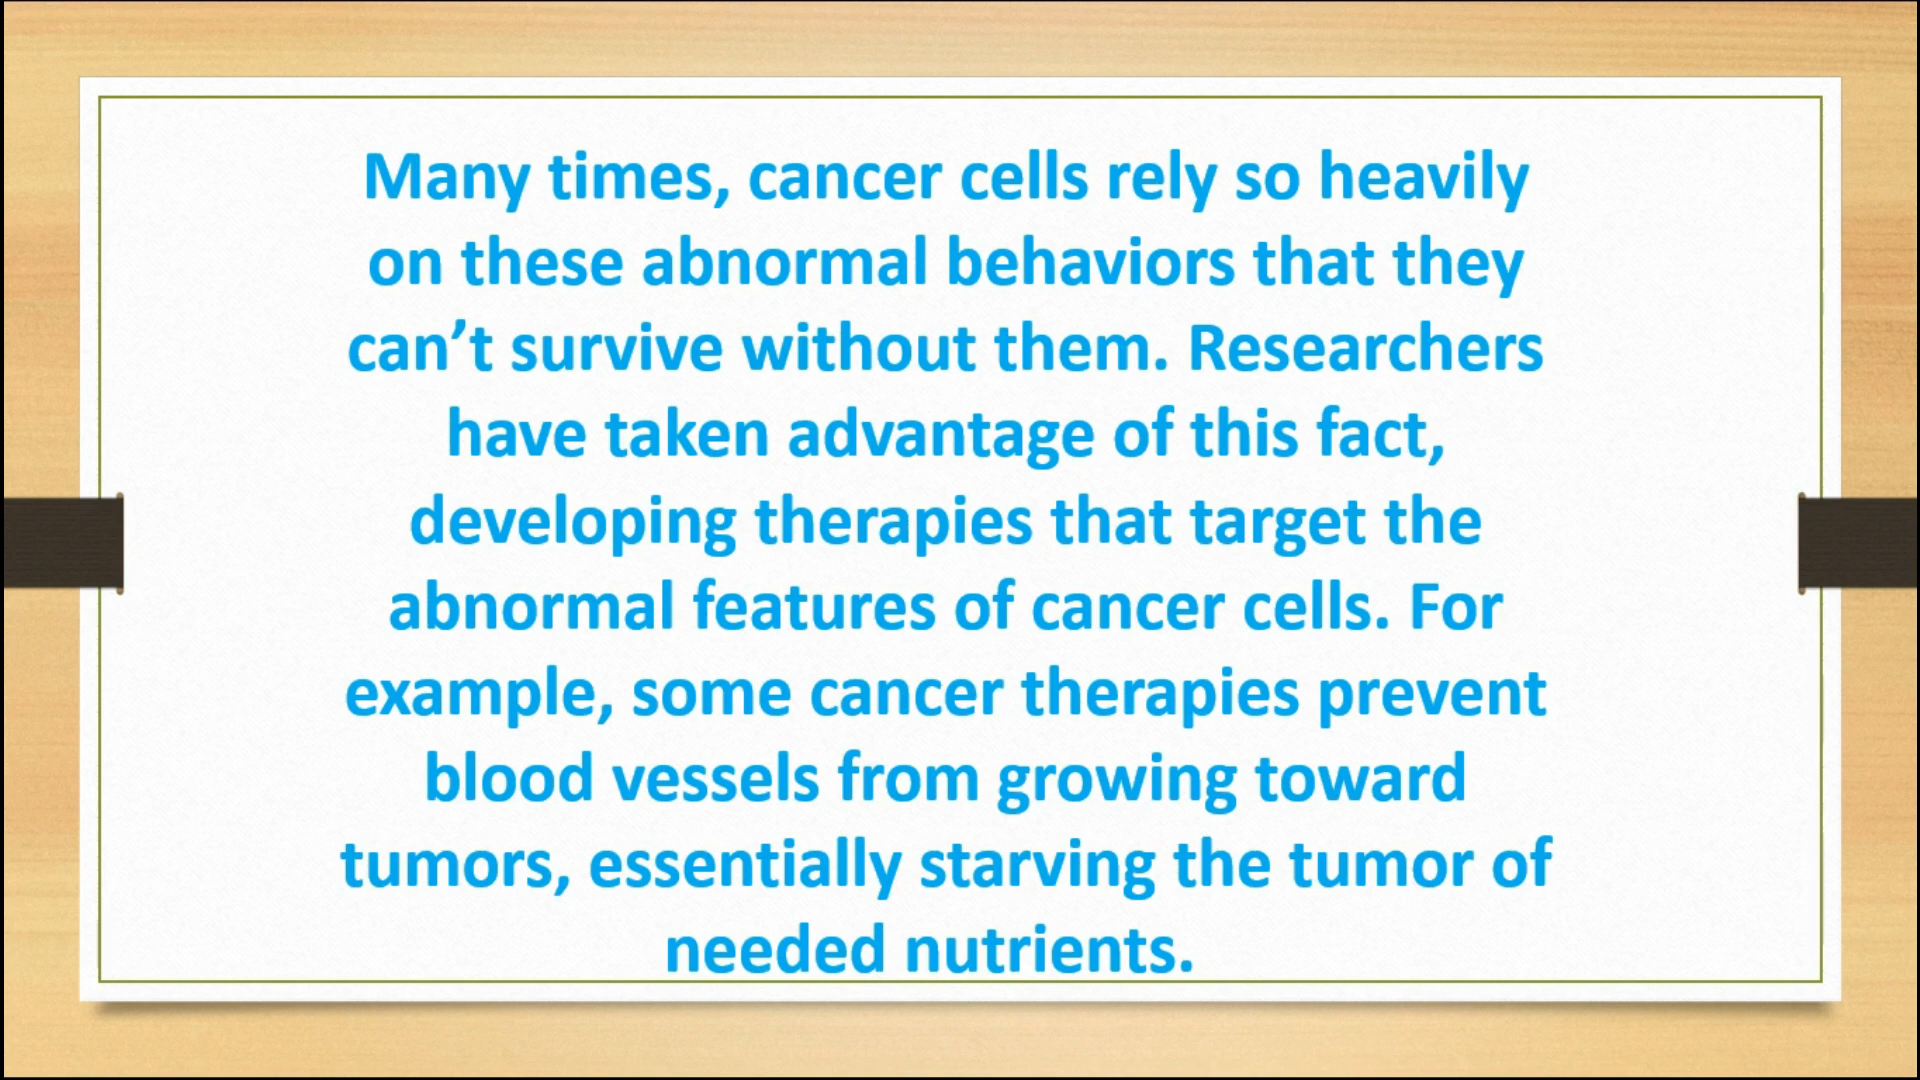 Many times, cancer cells rely so heavily
on these abnormal behaviors that they
can’t survive without them. Researchers
have taken advantage of this fact,
developing therapies that target the
abnormal features of cancer cells. For
example, some cancer therapies prevent
blood vessels from growing toward
tumors, essentially starving the tumor of
needed nutrients.